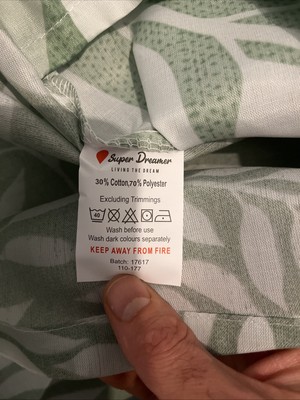 Super Dreamer
LIVING THE DREAM
30% Cotton,70% Polyester
Excluding Trimmings
40
Wash before use
Wash dark colours separately
KEEP AWAY FROM FIRE
Batch: 17617
110-177